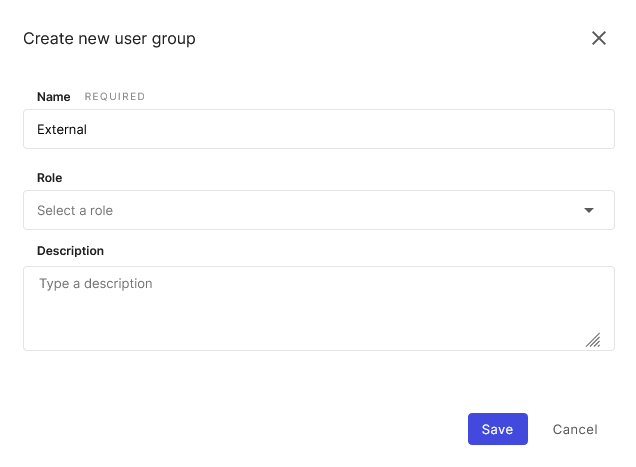 Create new user group
Name REQUIRED
External
Role
Select a role
Description
Type a description
Save Cancel